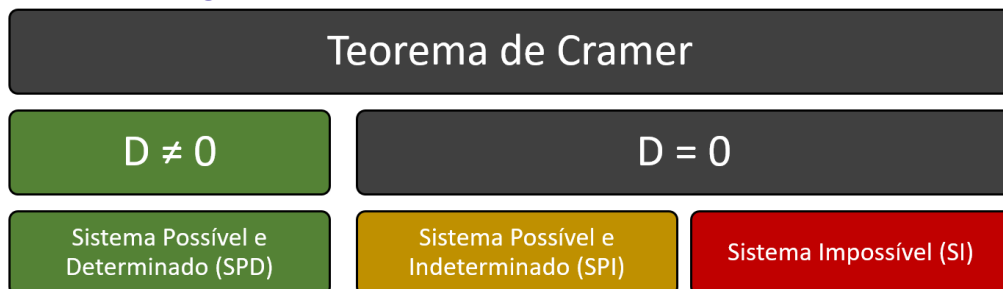 Teorema de Cramer
D ≠ 0
D = 0
Sistema Possível e
Determinado (SPD)
Sistema Possível e
Indeterminado (SPI)
Sistema Impossível (SI)